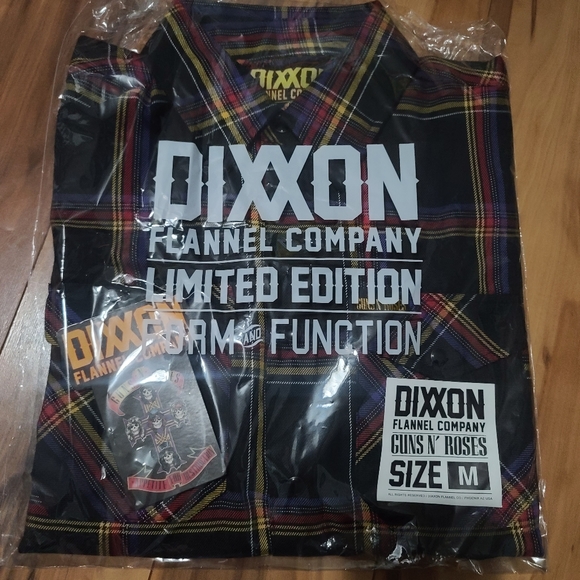 DIXXON
FLANNEL CO
DIXXON
FLANNEL COMPANY
LIMITED EDITION
FORM AND FUNCTION
DIXXON
FLANNEL COMPANY
DIXXON
FLANNEL COMPANY
GUNS N' ROSES
SIZE M